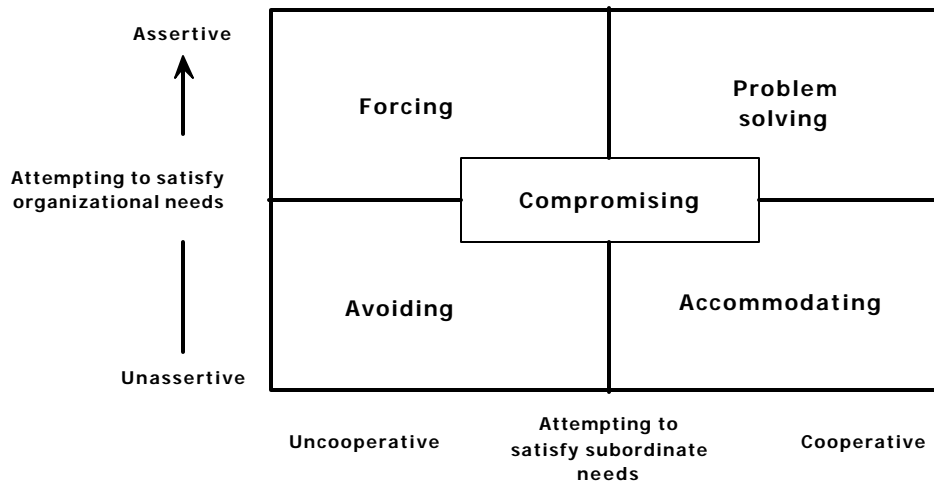 Assertive
Forcing
Problem
solving
Attempting to satisfy
organizational needs
Compromising
Avoiding
Accommodating
Unassertive
Uncooperative
Attempting to
satisfy subordinate
needs
Cooperative